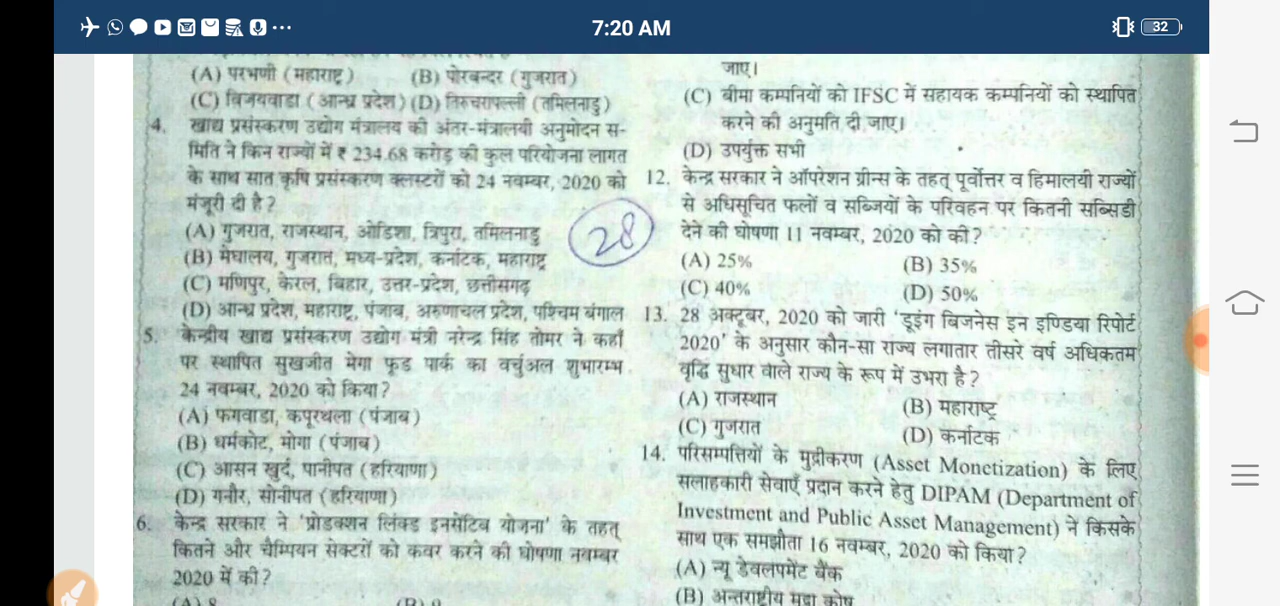 7:20 AM
32
(A) परभणी (महाराष्ट्र) (B) पोरबन्दर (गुजरात)
(C) विजयवाडा (आन्ध्र प्रदेश) (D) तिरुचरापल्ली (तमिलनाडु)
4. खाद्य प्रसंस्करण उद्योग मंत्रालय की अंतर-मंत्रालयी अनुमोदन स-
मिति ने किन राज्यों में ₹ 234.68 करोड़ की कुल परियोजना लागत
के साथ सात कृषि प्रसंस्करण क्लस्टरों को 24 नवम्बर, 2020 को
मंजूरी दी है?
(A) गुजरात, राजस्थान, ओडिशा, त्रिपुरा, तमिलनाडु
(B) मेघालय, गुजरात, मध्य-प्रदेश, कर्नाटक, महाराष्ट्र
(C) मणिपुर, केरल, बिहार, उत्तर-प्रदेश, छत्तीसगढ़
(D) आन्ध्र प्रदेश, महाराष्ट्र, पंजाब, अरुणाचल प्रदेश, पश्चिम बंगाल
5. केन्द्रीय खाद्य प्रसंस्करण उद्योग मंत्री नरेन्द्र सिंह तोमर ने कहाँ
पर स्थापित सुखजीत मेगा फूड पार्क का वर्चुअल शुभारम्भ
24 नवम्बर, 2020 को किया?
(A) फगवाडा, कपूरथला (पंजाब)
(B) धर्मकोट, मोगा (पंजाब)
(C) आसन खुर्द, पानीपत (हरियाणा)
(D) गनौर, सोनीपत (हरियाणा)
6. केन्द्र सरकार ने 'प्रोडक्शन लिंक्ड इनसेंटिव योजना' के तहत्
कितने और चैम्पियन सेक्टरों को कवर करने की घोषणा नवम्बर
2020 में की?
28
जाए।
(C) बीमा कम्पनियों को IFSC में सहायक कम्पनियों को स्थापित
करने की अनुमति दी जाए।
(D) उपर्युक्त सभी
12. केन्द्र सरकार ने ऑपरेशन ग्रीन्स के तहत् पूर्वोत्तर व हिमालयी राज्यों
से अधिसूचित फलों व सब्जियों के परिवहन पर कितनी सब्सिडी
देने की घोषणा 11 नवम्बर, 2020 को की?
(A) 25% (B) 35%
(C) 40% (D) 50%
13. 28 अक्टूबर, 2020 को जारी 'डूइंग बिजनेस इन इण्डिया रिपोर्ट
2020' के अनुसार कौन-सा राज्य लगातार तीसरे वर्ष अधिकतम
वृद्धि सुधार वाले राज्य के रूप में उभरा है?
(A) राजस्थान (B) महाराष्ट्र
(C) गुजरात (D) कर्नाटक
14. परिसम्पत्तियों के मुद्रीकरण (Asset Monetization) के लिए
सलाहकारी सेवाएँ प्रदान करने हेतु DIPAM (Department of
Investment and Public Asset Management) ने किसके
साथ एक समझौता 16 नवम्बर, 2020 को किया?
(A) न्यू डेवलपमेंट बैंक
(B) अन्तराष्ट्रीय मुद्रा कोष